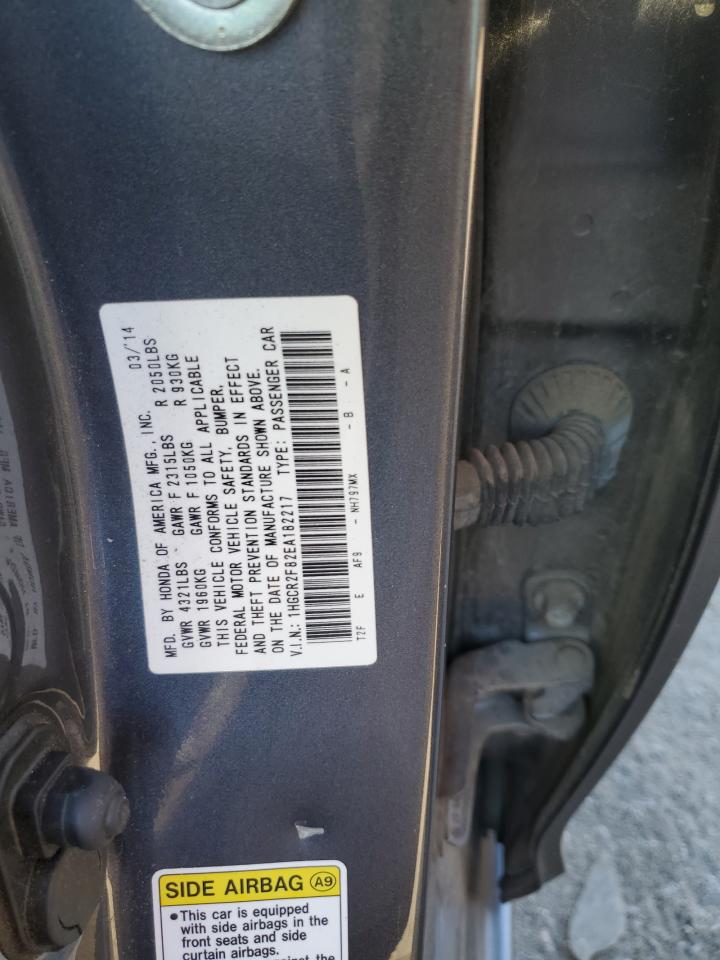 MFD. BY HONDA OF AMERICA MFG., INC. 03/'14
GVWR 4321LBS GAWR F 2315LBS R 2050LBS
GVWR 1960KG GAWR F 1050KG R 930KG
THIS VEHICLE CONFORMS TO ALL APPLICABLE
FEDERAL MOTOR VEHICLE SAFETY, BUMPER,
AND THEFT PREVENTION STANDARDS IN EFFECT
ON THE DATE OF MANUFACTURE SHOWN ABOVE.
V.I.N.: 1HGCR2F82EA182217 TYPE: PASSENGER CAR
T2F E AF9 - NH797MX - B - A
SIDE AIRBAG A9
• This car is equipped
with side airbags in the
front seats and side
curtain airbags.
the